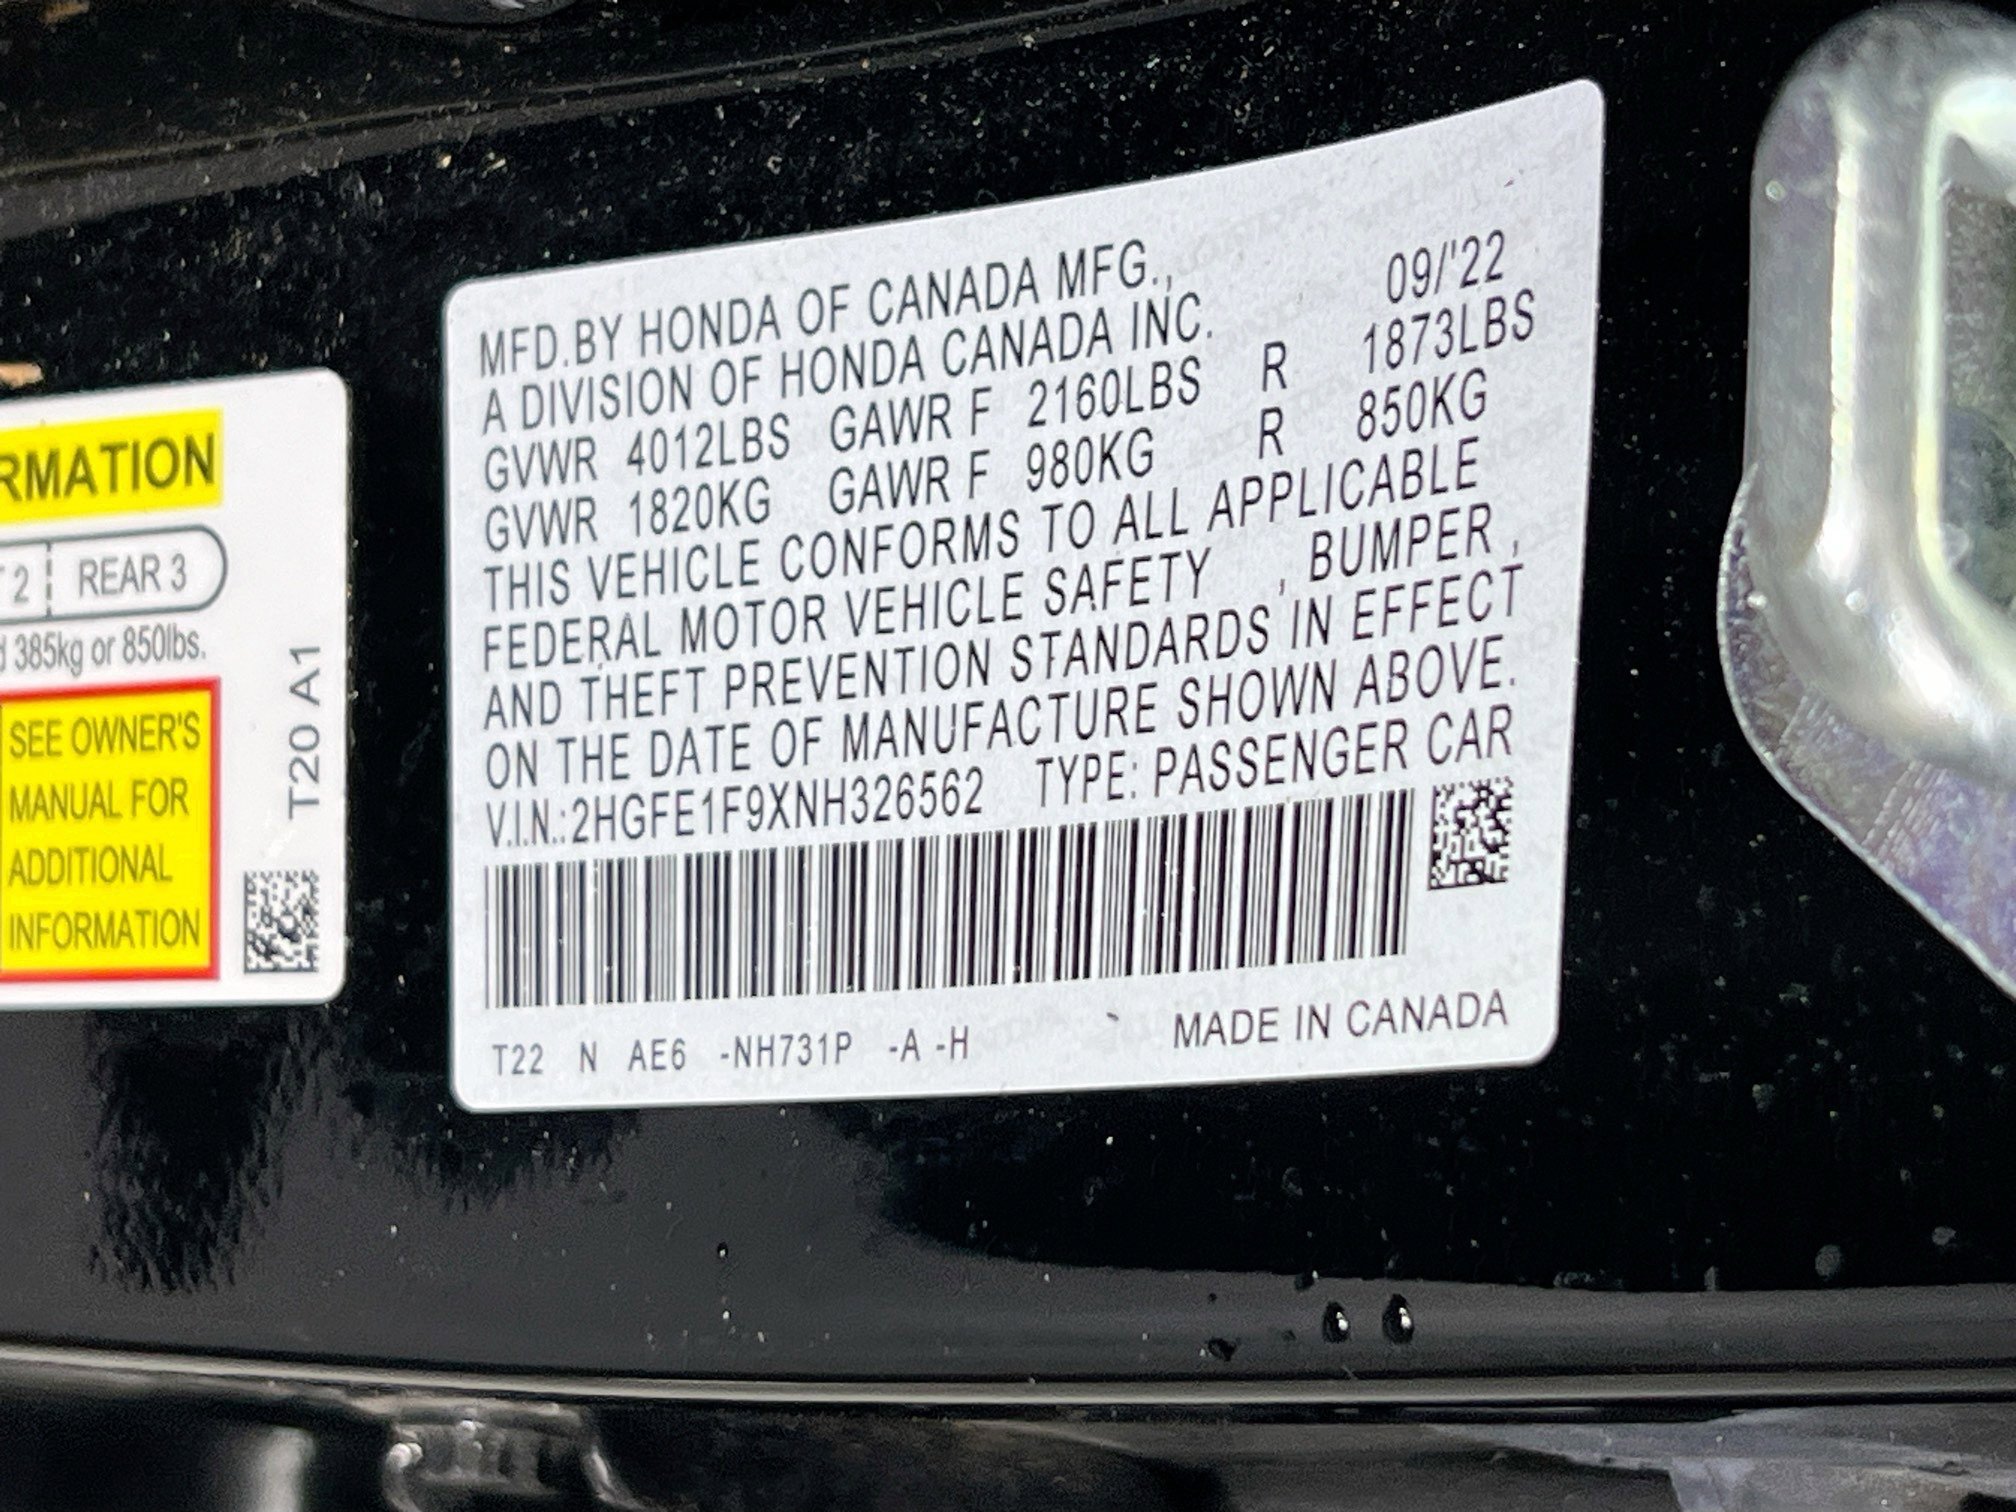 RMATION
T 2 REAR 3
d 385kg or 850lbs.
SEE OWNER'S
MANUAL FOR
ADDITIONAL
INFORMATION
T20 A1
MFD.BY HONDA OF CANADA MFG., 09/'22
A DIVISION OF HONDA CANADA INC.
GVWR 4012LBS GAWR F 2160LBS R 1873LBS
GVWR 1820KG GAWR F 980KG R 850KG
THIS VEHICLE CONFORMS TO ALL APPLICABLE
FEDERAL MOTOR VEHICLE SAFETY , BUMPER ,
AND THEFT PREVENTION STANDARDS IN EFFECT
ON THE DATE OF MANUFACTURE SHOWN ABOVE.
V.I.N.:2HGFE1F9XNH326562 TYPE: PASSENGER CAR
T22 N AE6 -NH731P -A -H MADE IN CANADA